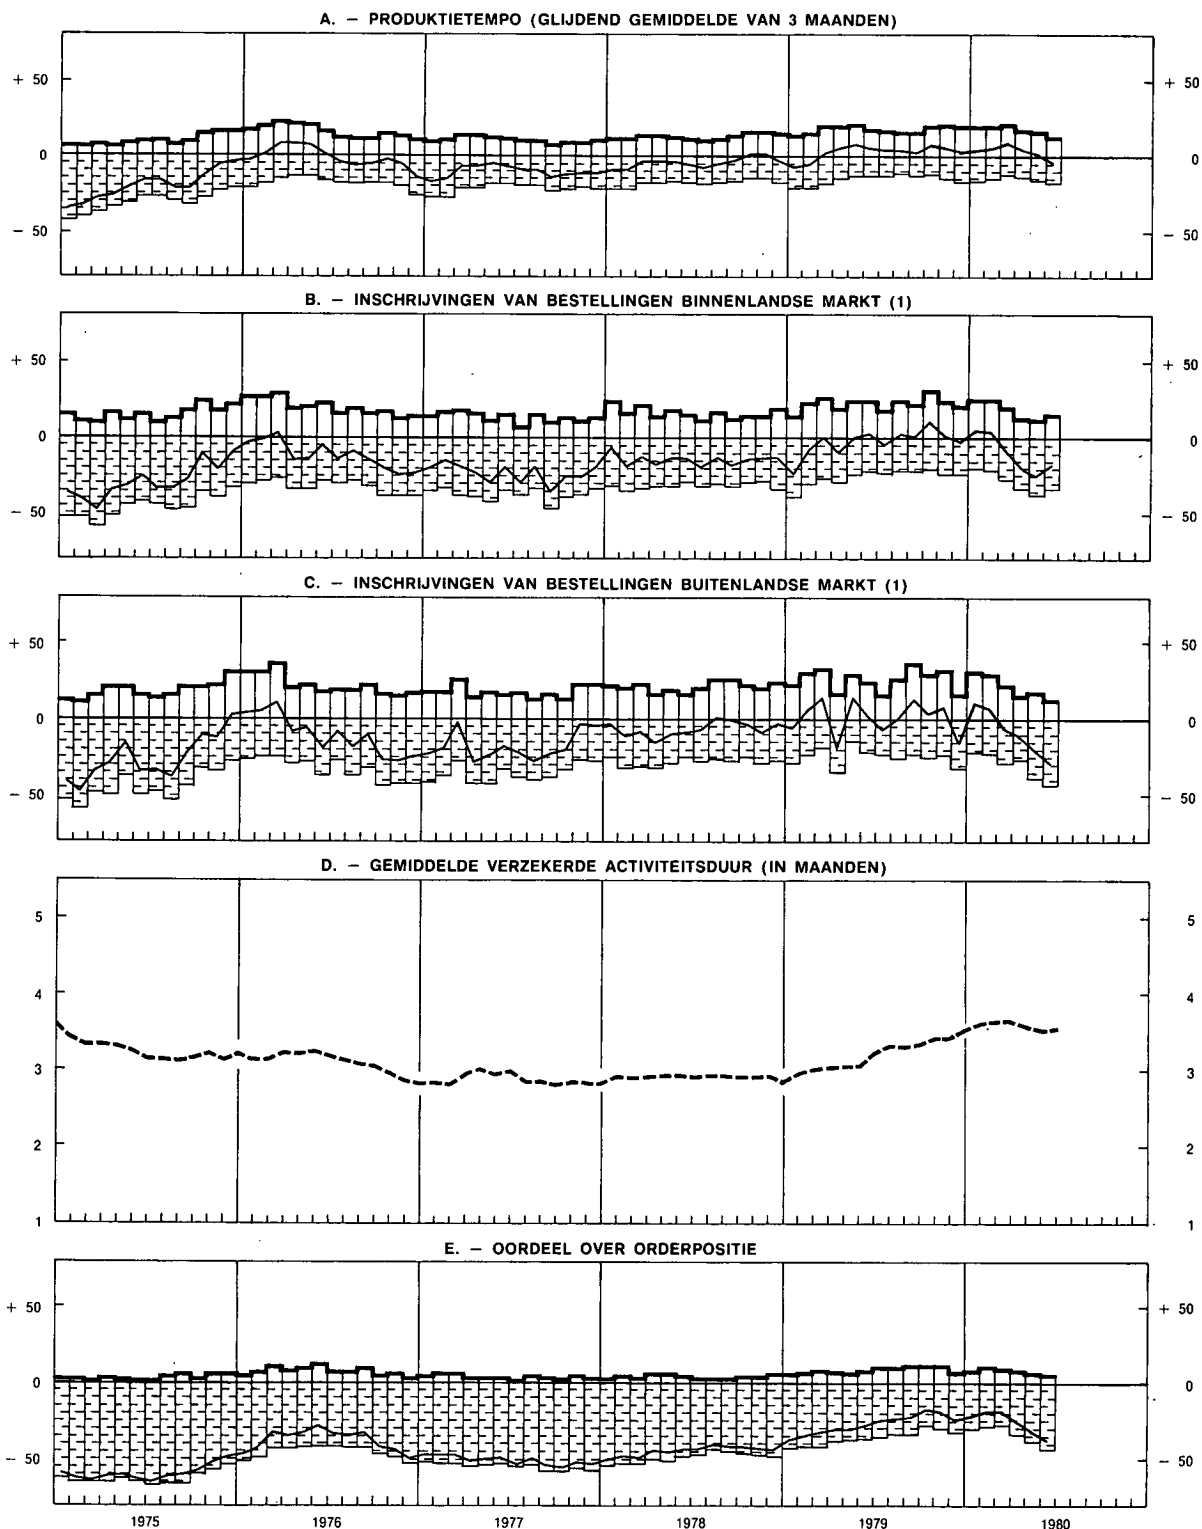 A. – PRODUKTIETEMPO (GLIJDEND GEMIDDELDE VAN 3 MAANDEN)
+ 50 + 50
0 0
– 50 – 50
B. – INSCHRIJVINGEN VAN BESTELLINGEN BINNENLANDSE MARKT (1)
+ 50 + 50
0 0
– 50 – 50
C. – INSCHRIJVINGEN VAN BESTELLINGEN BUITENLANDSE MARKT (1)
+ 50 + 50
0 0
– 50 – 50
D. – GEMIDDELDE VERZEKERDE ACTIVITEITSDUUR (IN MAANDEN)
5 5
4 4
3 3
2 2
1 1
E. – OORDEEL OVER ORDERPOSITIE
+ 50 + 50
0 0
– 50 – 50
1975 1976 1977 1978 1979 1980